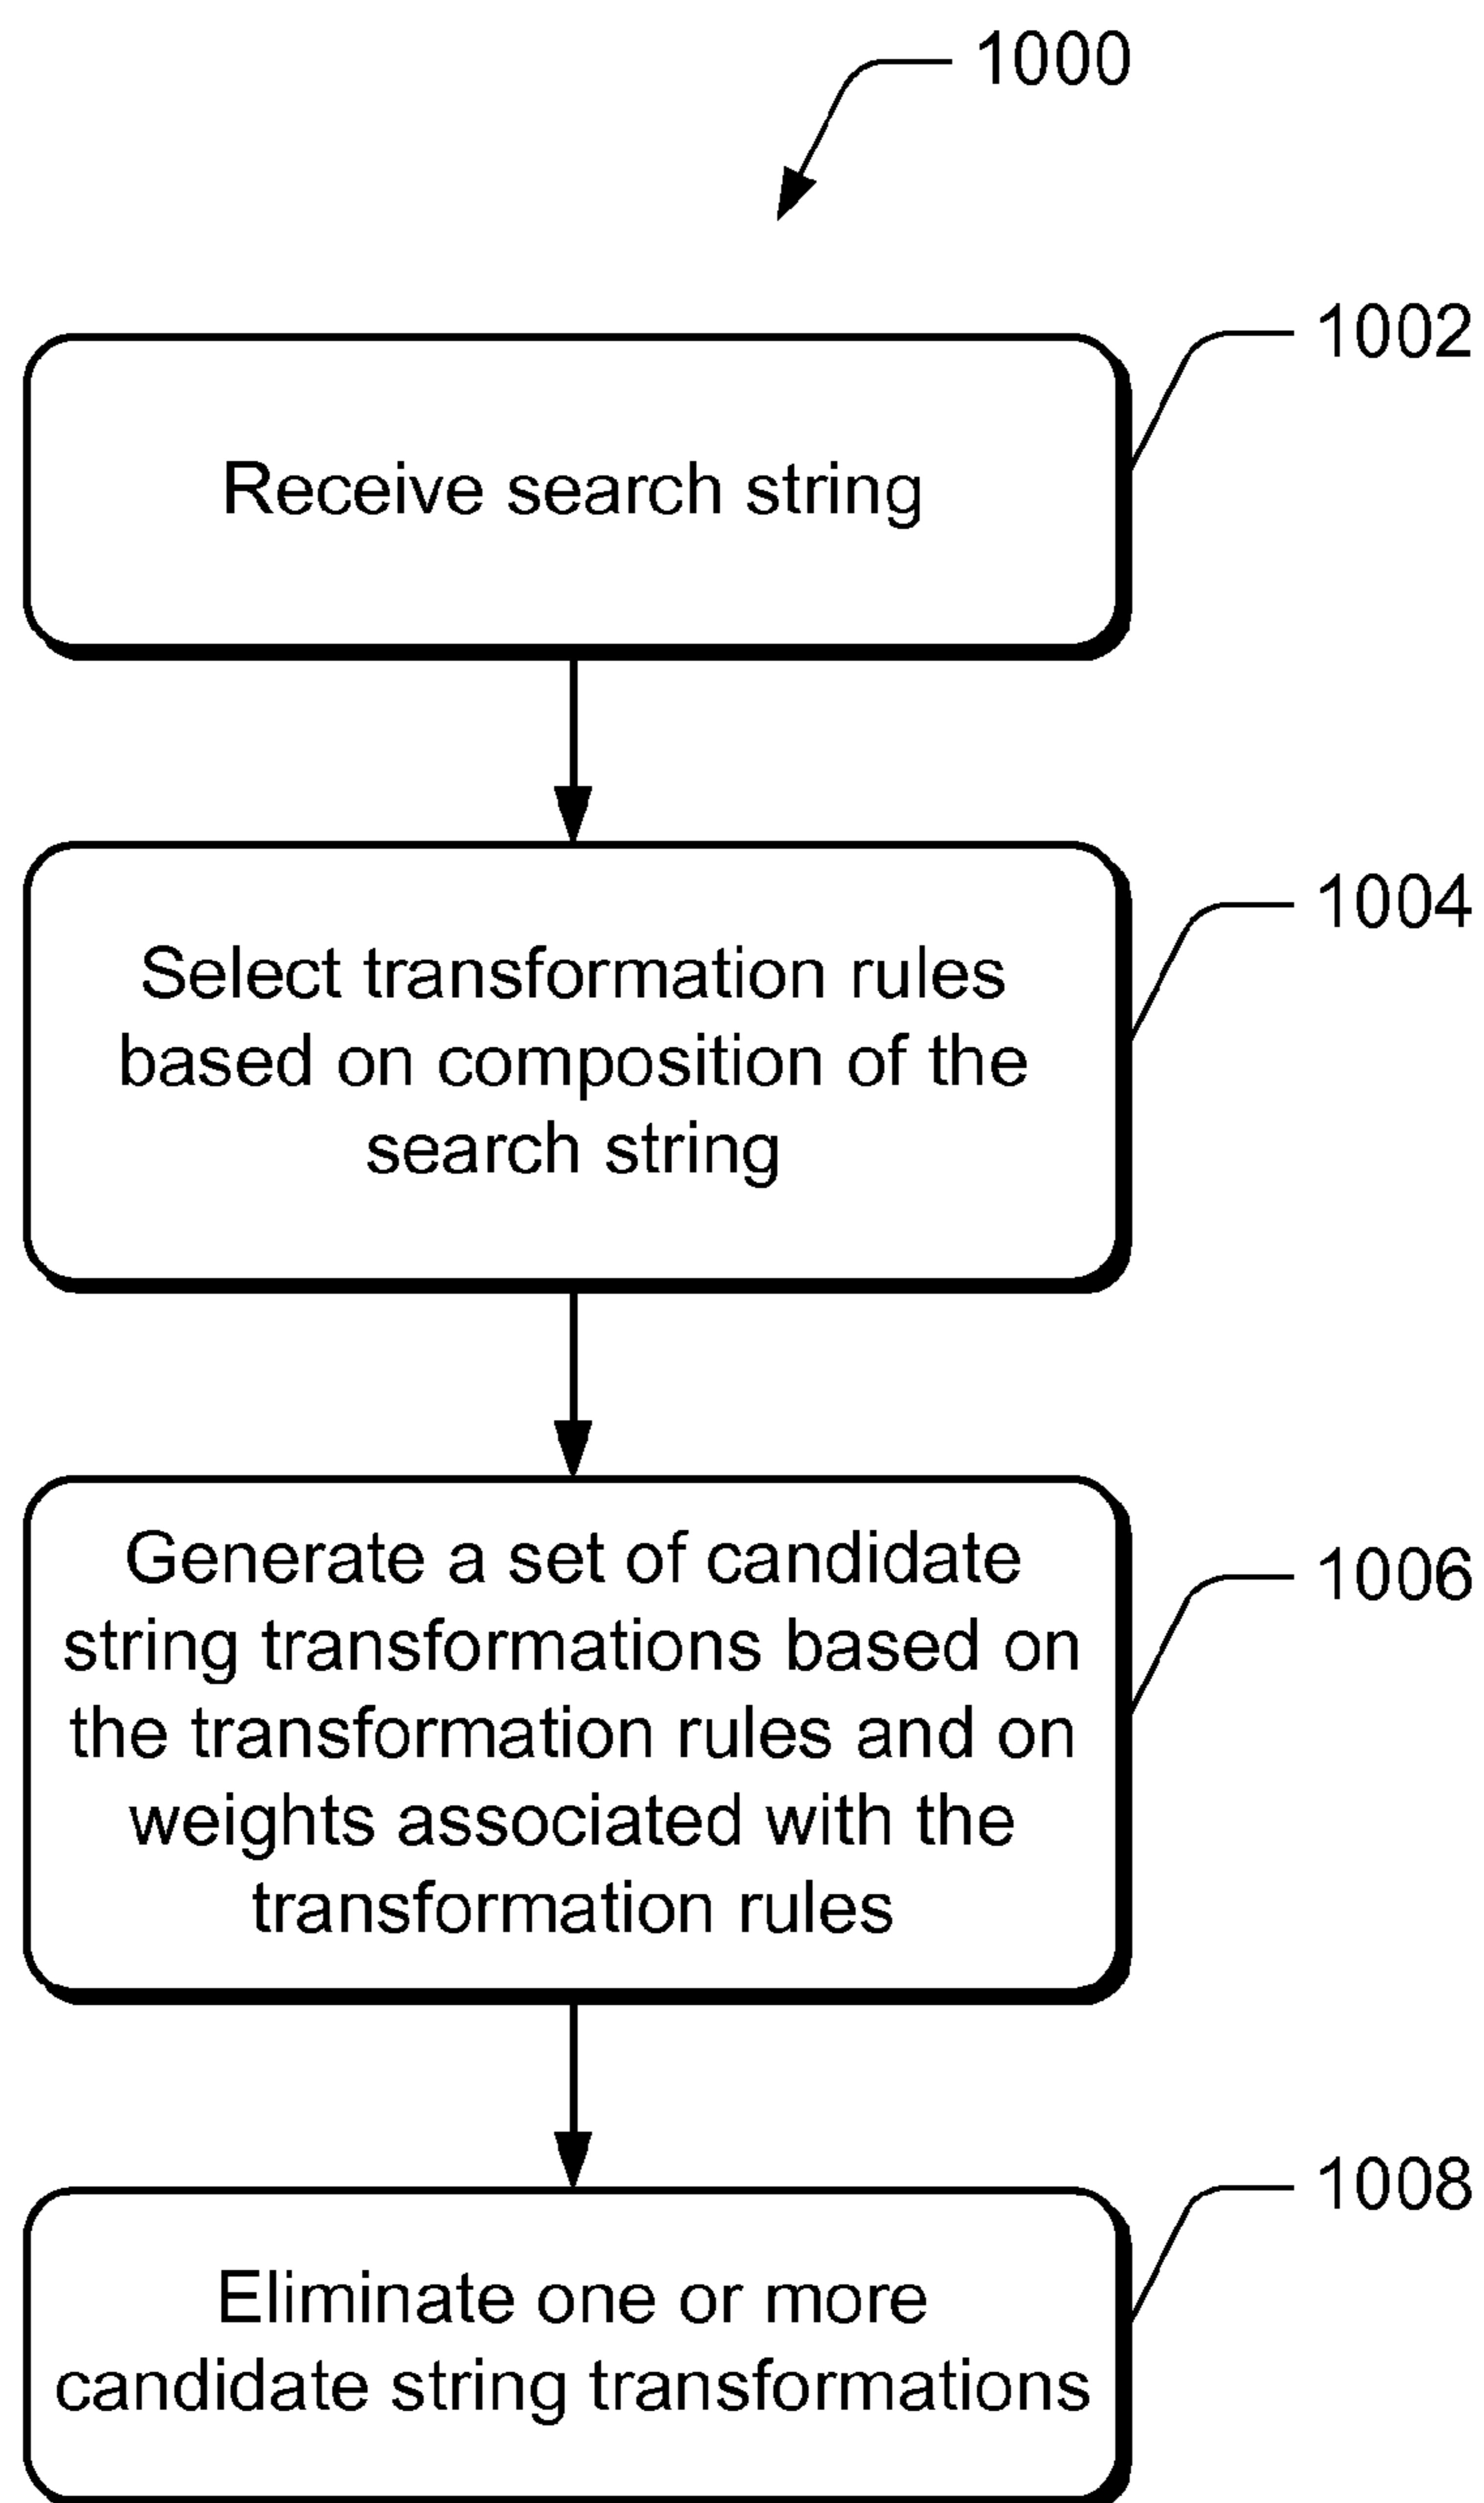 1000
1002
Receive search string
1004
Select transformation rules
based on composition of the
search string
1006
Generate a set of candidate
string transformations based on
the transformation rules and on
weights associated with the
transformation rules
1008
Eliminate one or more
candidate string transformations